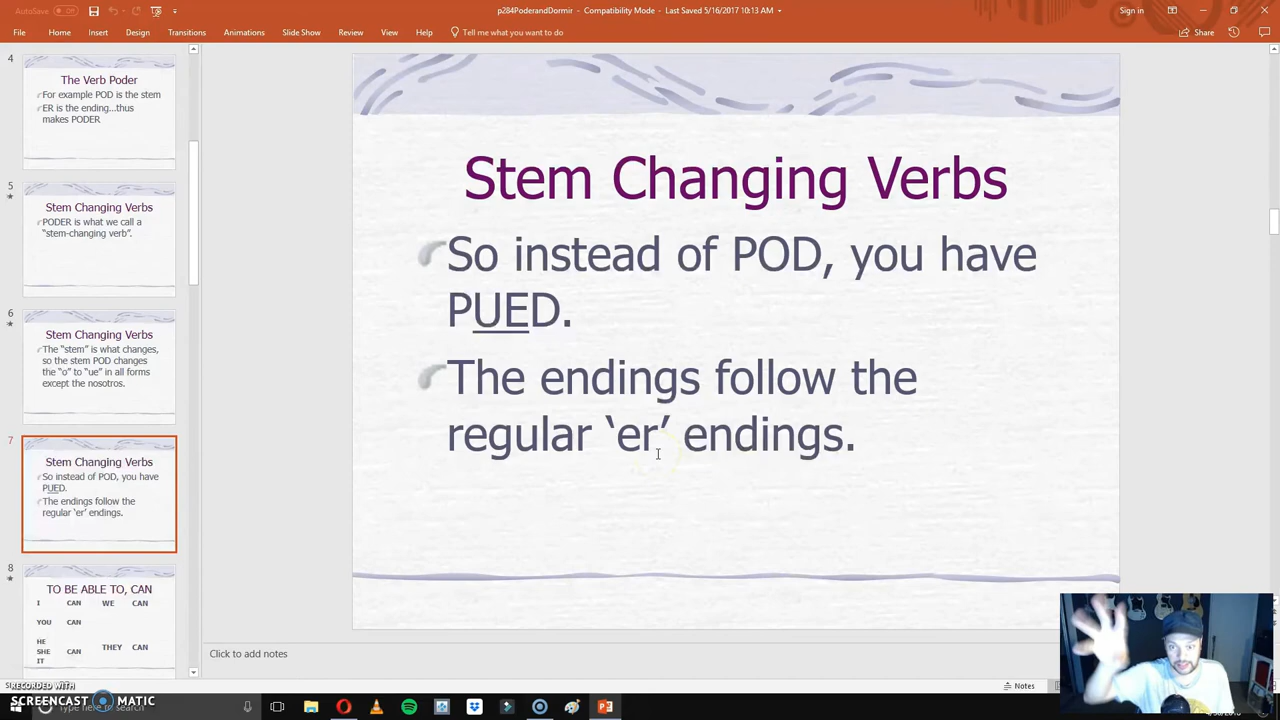 AutoSave
Off
p284PoderandDormir - Compatibility Mode - Last Saved 5/16/2017 10:13 AM
Sign in
File Home Insert Design Transitions Animations Slide Show Review View Help Tell me what you want to do
Share
4
The Verb Poder
For example POD is the stem
ER is the ending...thus
makes PODER
5
Stem Changing Verbs
PODER is what we call a
"stem-changing verb".
6
Stem Changing Verbs
The "stem" is what changes,
so the stem POD changes
the "o" to "ue" in all forms
except the nosotros.
7
Stem Changing Verbs
So instead of POD, you have
PUED.
The endings follow the
regular ‘er’ endings.
8
TO BE ABLE TO, CAN
I CAN WE CAN
YOU CAN
HE
SHE CAN THEY CAN
IT
Stem Changing Verbs
So instead of POD, you have
PUED.
The endings follow the
regular ‘er’ endings.
Click to add notes
Notes
RECORDED WITH
SCREENCAST MATIC
Type here to search